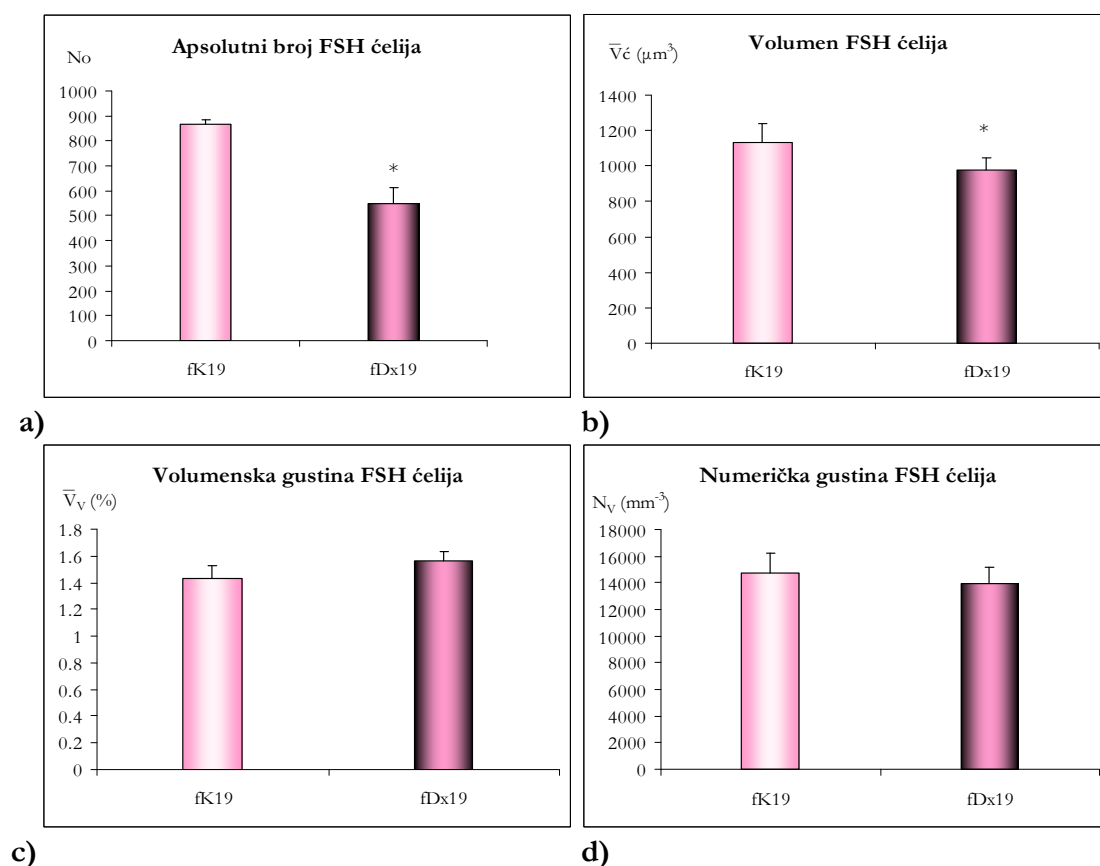 Apsolutni broj FSH ćelija
No
1000
900
800
700
600
500
400
300
200
100
0
*
fK19
fDx19
a)
Volumen FSH ćelija
V̅ć (µm³)
1400
1200
1000
800
600
400
200
0
*
fK19
fDx19
b)
Volumenska gustina FSH ćelija
V̅V (%)
1.8
1.6
1.4
1.2
1
0.8
0.6
0.4
0.2
0
fK19
fDx19
c)
Numerička gustina FSH ćelija
NV (mm⁻³)
18000
16000
14000
12000
10000
8000
6000
4000
2000
0
fK19
fDx19
d)